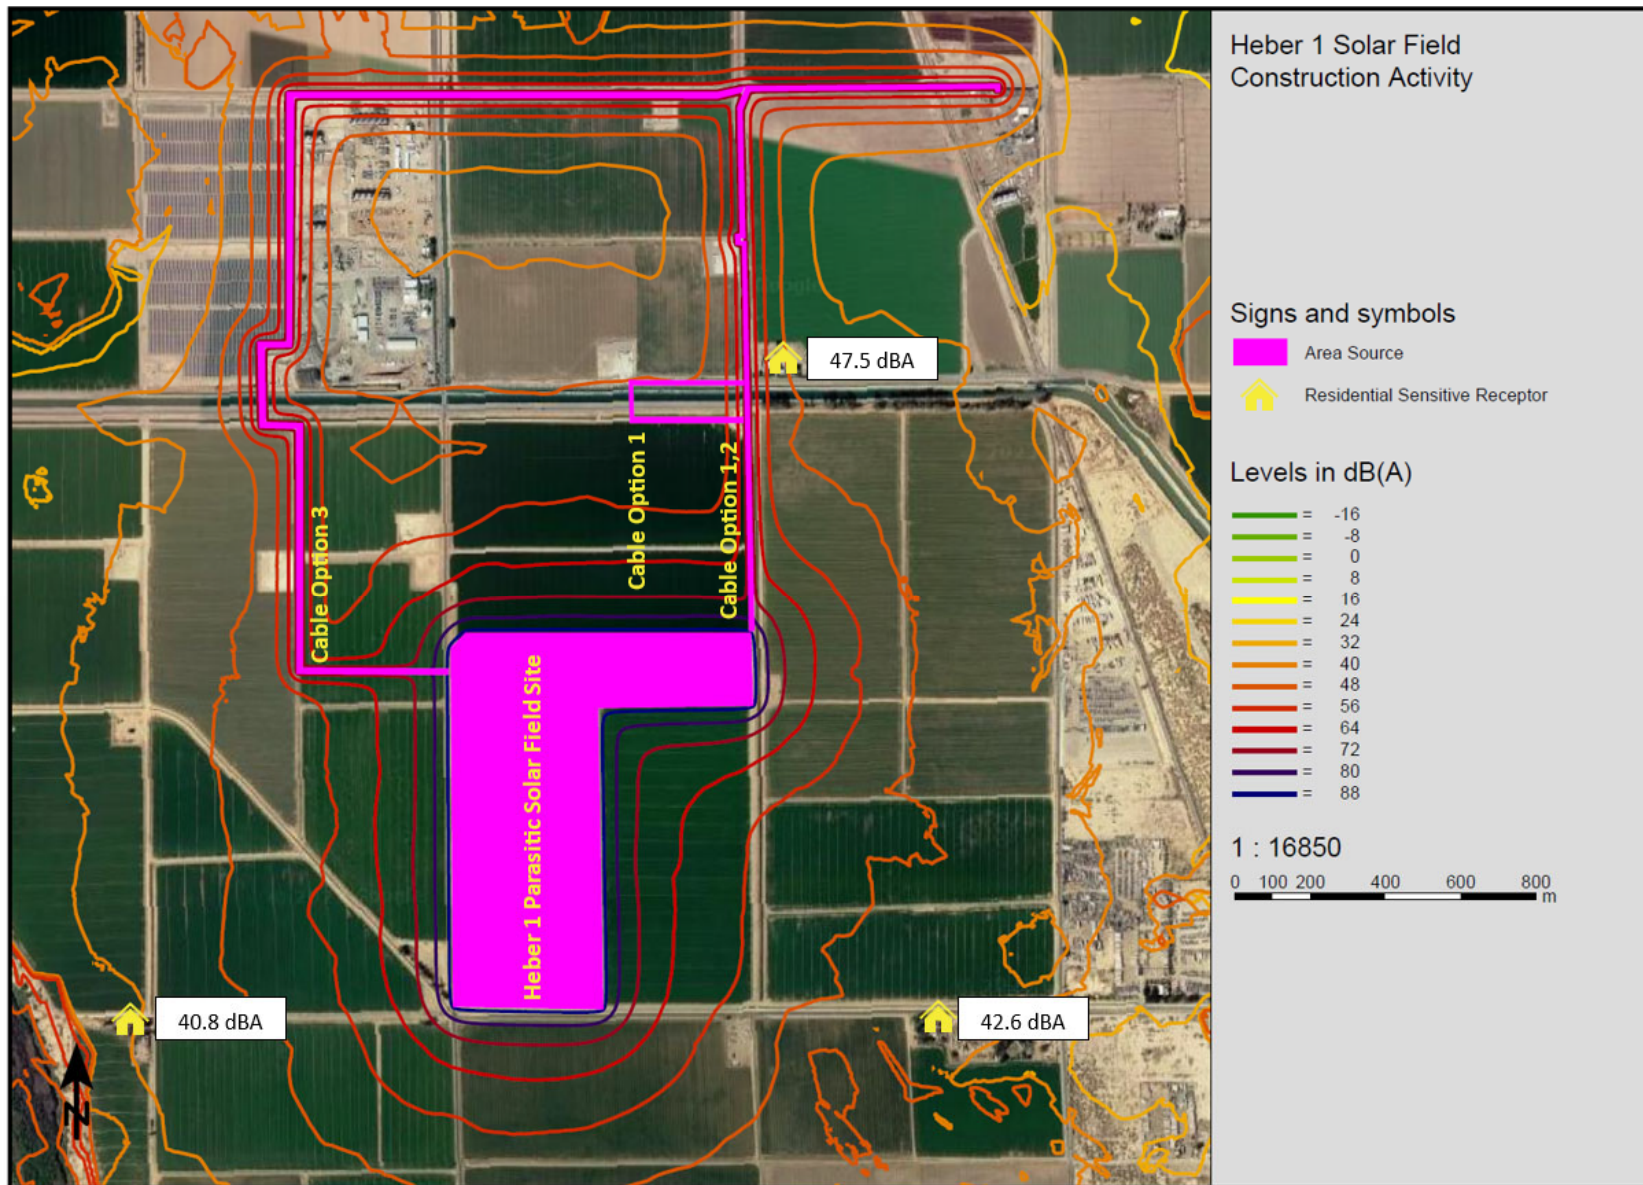 Heber 1 Solar Field
Construction Activity
Signs and symbols
Area Source
Residential Sensitive Receptor
Levels in dB(A)
= -16
= -8
= 0
= 8
= 16
= 24
= 32
= 40
= 48
= 56
= 64
= 72
= 80
= 88
1 : 16850
0 100 200 400 600 800
m
47.5 dBA
Cable Option 1
Cable Option 1,2
Cable Option 3
Heber 1 Parasitic Solar Field Site
40.8 dBA
42.6 dBA
N